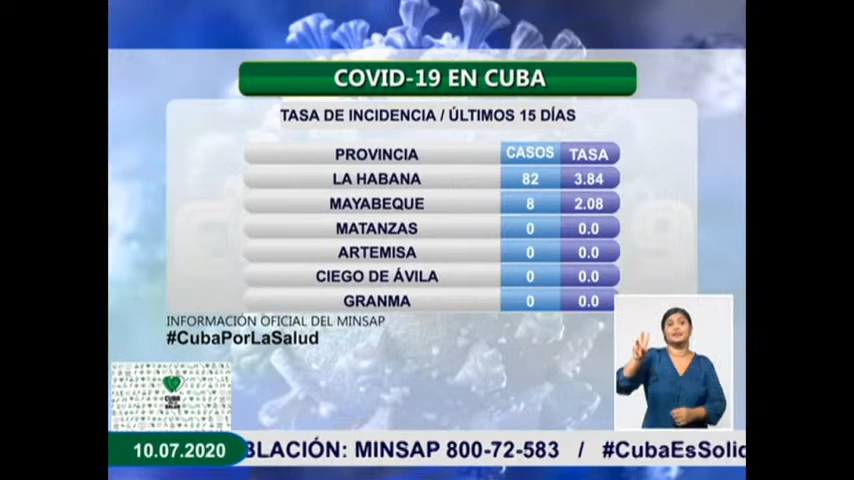 COVID-19 EN CUBA
TASA DE INCIDENCIA / ÚLTIMOS 15 DÍAS
PROVINCIA CASOS TASA
LA HABANA 82 3.84
MAYABEQUE 8 2.08
MATANZAS 0 0.0
ARTEMISA 0 0.0
CIEGO DE ÁVILA 0 0.0
GRANMA 0 0.0
INFORMACIÓN OFICIAL DEL MINSAP
#CubaPorLaSalud
CUBA
10.07.2020 BLACIÓN: MINSAP 800-72-583 / #CubaEsSolid